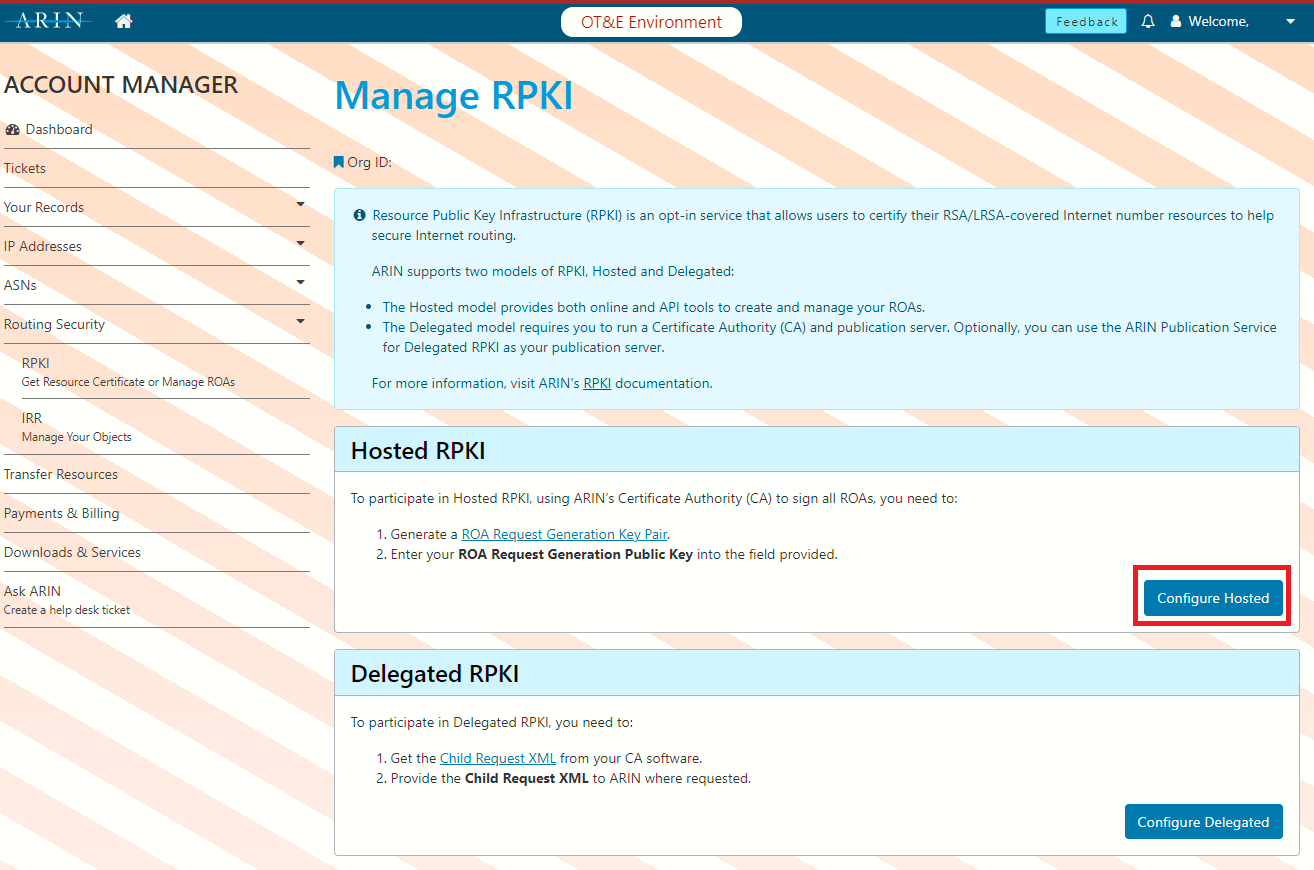 ARIN
OT&E Environment
Feedback
Welcome,
ACCOUNT MANAGER
Dashboard
Tickets
Your Records
IP Addresses
ASNs
Routing Security
RPKI
Get Resource Certificate or Manage ROAs
IRR
Manage Your Objects
Transfer Resources
Payments & Billing
Downloads & Services
Ask ARIN
Create a help desk ticket
Manage RPKI
Org ID:
Resource Public Key Infrastructure (RPKI) is an opt-in service that allows users to certify their RSA/LRSA-covered Internet number resources to help
secure Internet routing.
ARIN supports two models of RPKI, Hosted and Delegated:
• The Hosted model provides both online and API tools to create and manage your ROAs.
• The Delegated model requires you to run a Certificate Authority (CA) and publication server. Optionally, you can use the ARIN Publication Service
for Delegated RPKI as your publication server.
For more information, visit ARIN's RPKI documentation.
Hosted RPKI
To participate in Hosted RPKI, using ARIN’s Certificate Authority (CA) to sign all ROAs, you need to:
1. Generate a ROA Request Generation Key Pair.
2. Enter your ROA Request Generation Public Key into the field provided.
Configure Hosted
Delegated RPKI
To participate in Delegated RPKI, you need to:
1. Get the Child Request XML from your CA software.
2. Provide the Child Request XML to ARIN where requested.
Configure Delegated